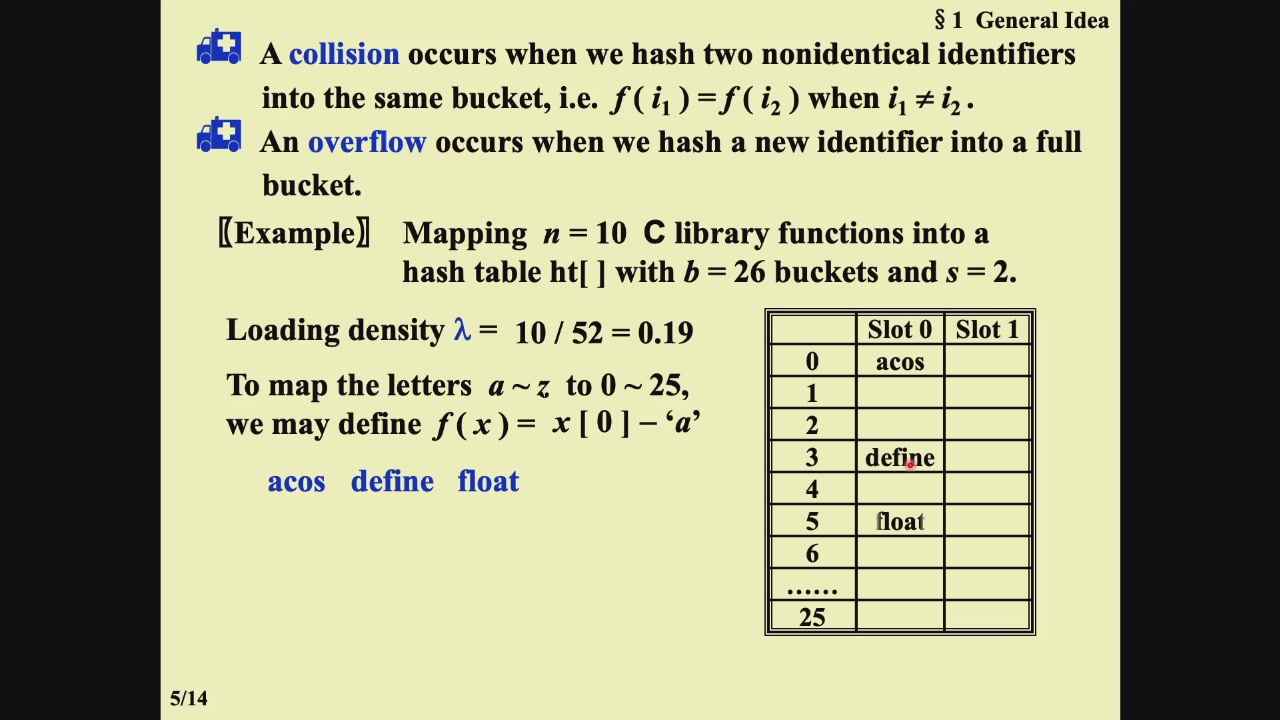 § 1 General Idea
A collision occurs when we hash two nonidentical identifiers
into the same bucket, i.e. f ( i1 ) = f ( i2 ) when i1 ≠ i2 .
An overflow occurs when we hash a new identifier into a full
bucket.
〖Example〗 Mapping n = 10 C library functions into a
hash table ht[ ] with b = 26 buckets and s = 2.
Loading density λ = 10 / 52 = 0.19
To map the letters a ~ z to 0 ~ 25,
we may define f ( x ) = x [ 0 ] – ‘a’
acos define float
Slot 0 Slot 1
0 acos
1
2
3 define
4
5 float
6
……
25
5/14